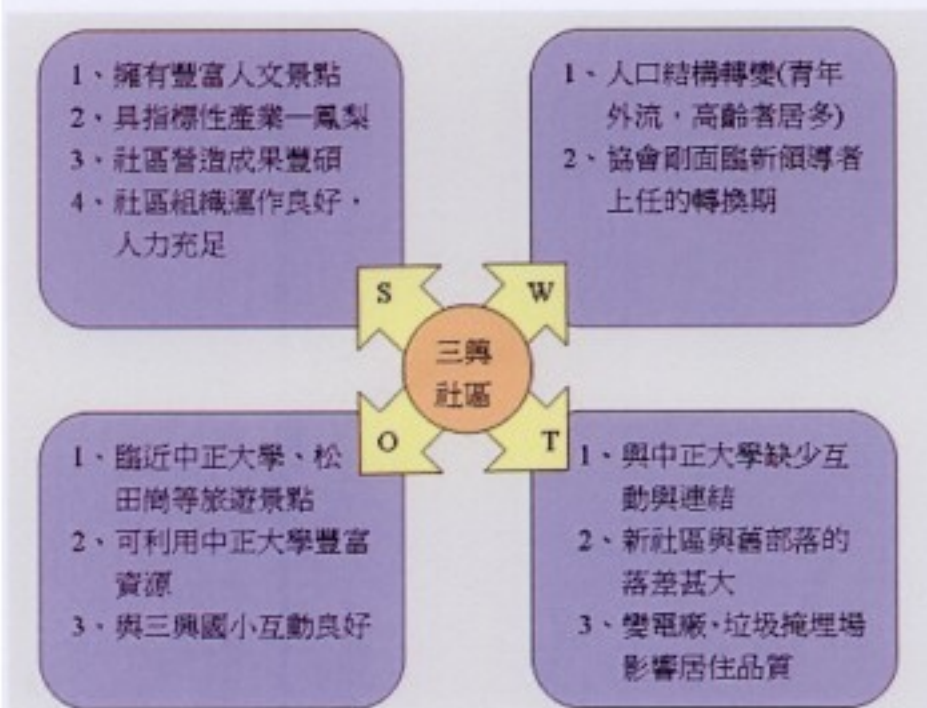 1、擁有豐富人文景點
2、具指標性產業—鳳梨
3、社區營造成果豐碩
4、社區組織運作良好，
人力充足
1、人口結構轉變(青年
外流，高齡者居多)
2、協會剛面臨新領導者
上任的轉換期
S
W
三興
社區
O
T
1、臨近中正大學、松
田崗等旅遊景點
2、可利用中正大學豐富
資源
3、與三興國小互動良好
1、與中正大學缺少互
動與連結
2、新社區與舊部落的
落差甚大
3、變電廠、垃圾掩埋場
影響居住品質